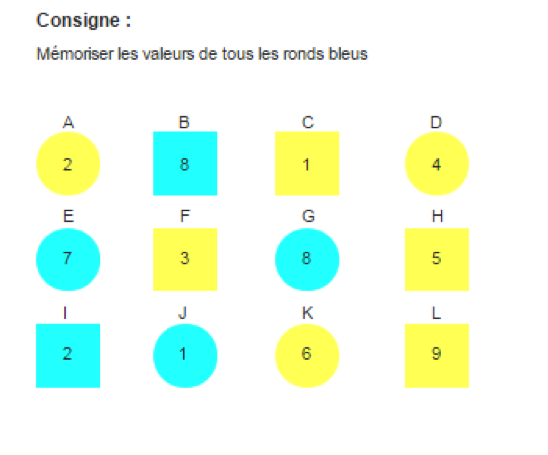 Consigne :
Mémoriser les valeurs de tous les ronds bleus
A B C D
2 8 1 4
E F G H
7 3 8 5
I J K L
2 1 6 9